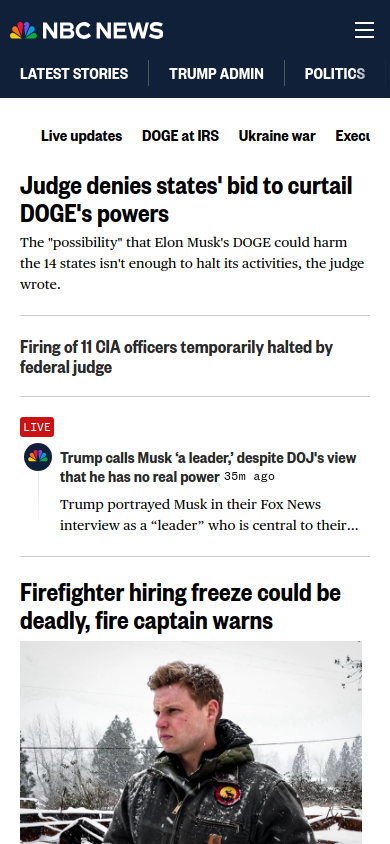 NBC NEWS
LATEST STORIES
TRUMP ADMIN
POLITICS
Live updates
DOGE at IRS
Ukraine war
Judge denies states' bid to curtail
DOGE's powers
The "possibility" that Elon Musk's DOGE could harm
the 14 states isn't enough to halt its activities, the judge
wrote.
Firing of 11 CIA officers temporarily halted by
federal judge
LIVE
Trump calls Musk ‘a leader,’ despite DOJ's view
that he has no real power 35m ago
Trump portrayed Musk in their Fox News
interview as a “leader” who is central to their...
Firefighter hiring freeze could be
deadly, fire captain warns